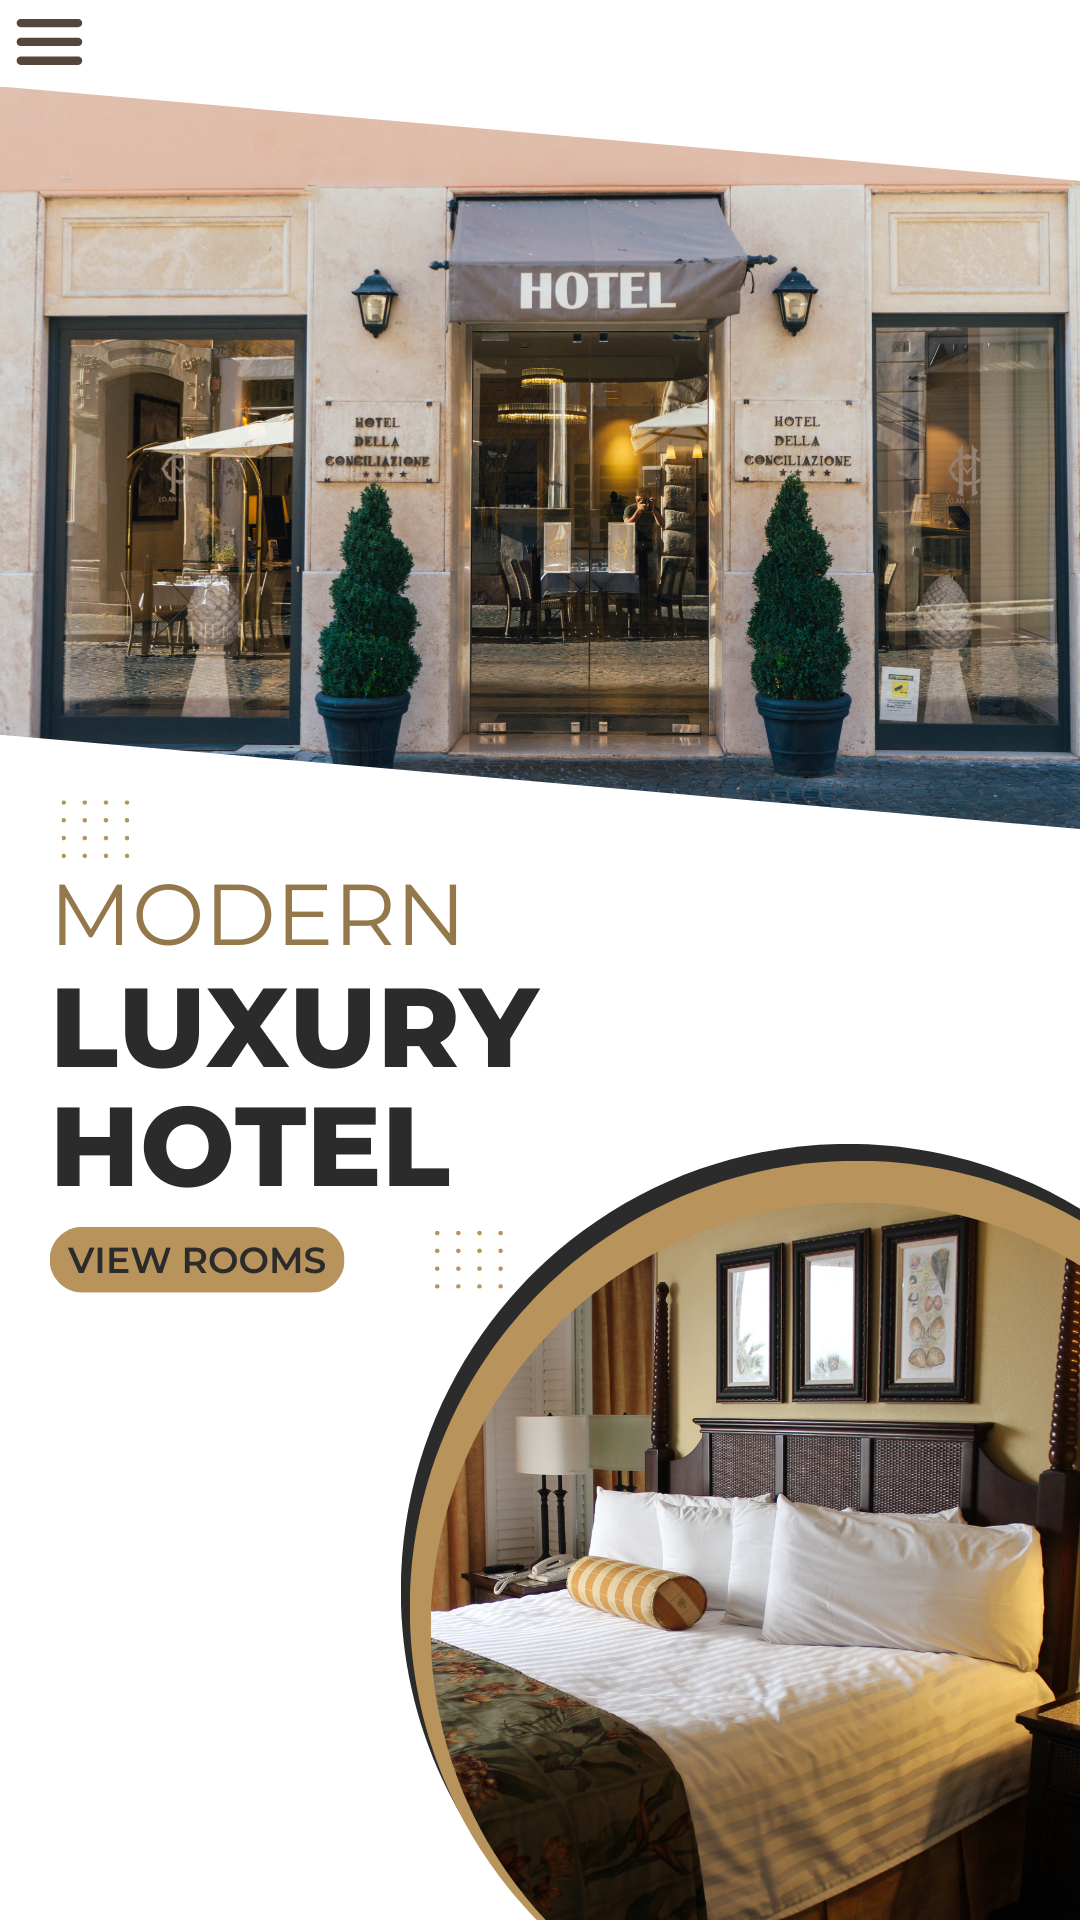 HOTEL
HOTEL
DELLA
CONCILIAZIONE
HOTEL
DELLA
CONCILIAZIONE
MODERN
LUXURY
HOTEL
VIEW ROOMS